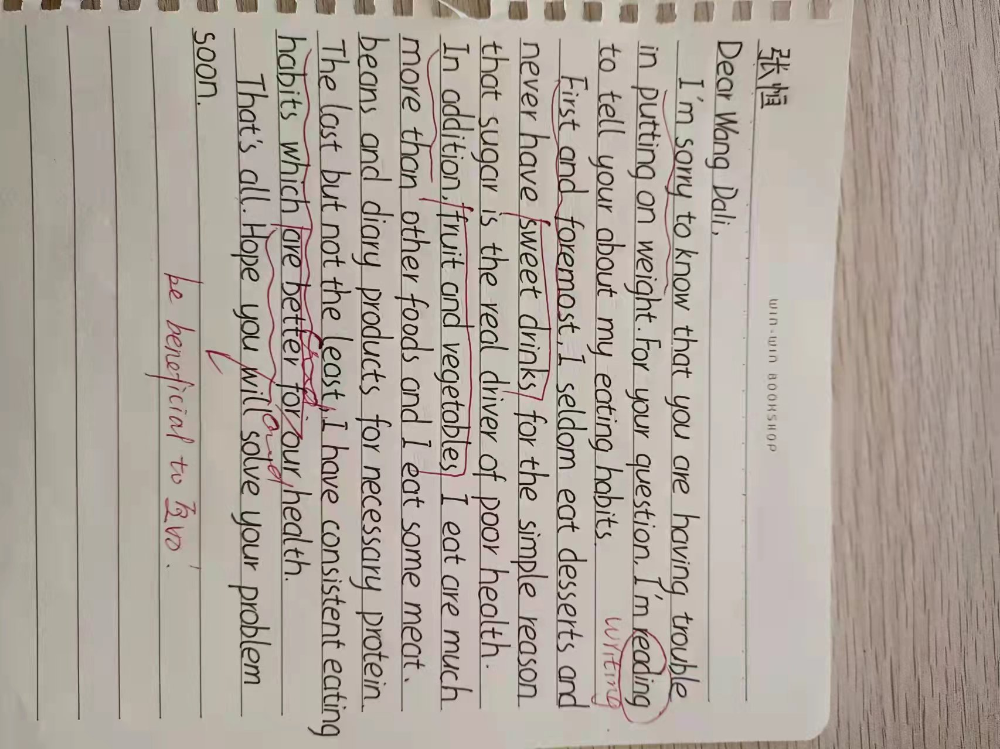 WIN-WIN BOOKSHOP
张恒
Dear Wang Dali,
I'm sorry to know that you are having trouble
in putting on weight. For your question, I'm reading
writing
to tell your about my eating habits.
First and foremost, I seldom eat desserts and
never have sweet drinks for the simple reason
that sugar is the real driver of poor health.
In addition, fruit and vegetables I eat are much
more than other foods and I eat some meat.
beans and diary products for necessary protein.
The last but not the least, I have consistent eating
habits which are better for our health.
and
That's all. Hope you will solve your problem
soon.
be beneficial to